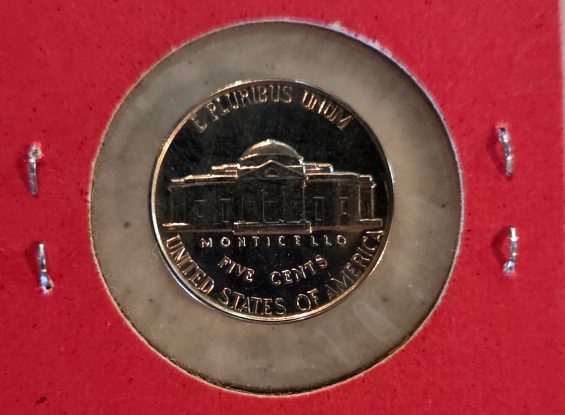 E PLURIBUS UNUM
MONTICELLO
FIVE CENTS
UNITED STATES OF AMERICA